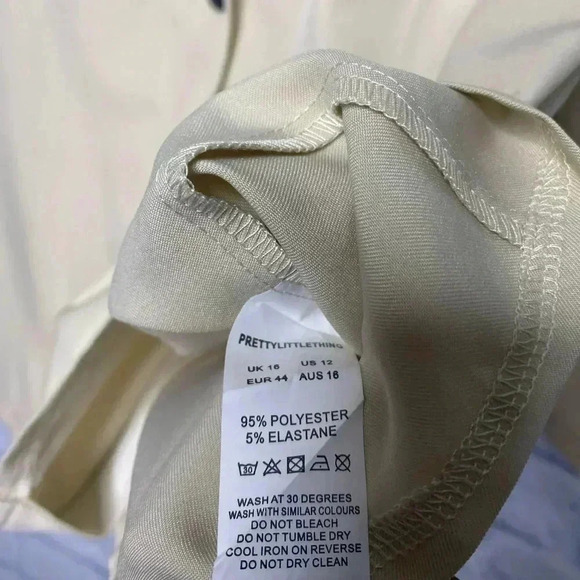 PRETTYLITTLETHING
UK 16 US 12
EUR 44 AUS 16
95% POLYESTER
5% ELASTANE
30
WASH AT 30 DEGREES
WASH WITH SIMILAR COLOURS
DO NOT BLEACH
DO NOT TUMBLE DRY
COOL IRON ON REVERSE
DO NOT DRY CLEAN